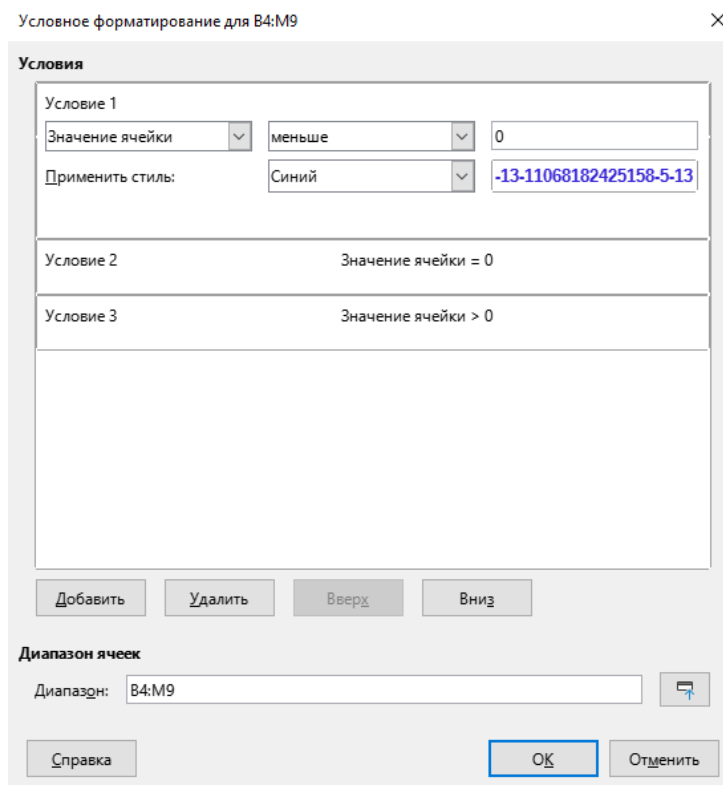 Условное форматирование для B4:M9
Условия
Условие 1
Значение ячейки меньше 0
Применить стиль: Синий -13-11068182425158-5-13
Условие 2 Значение ячейки = 0
Условие 3 Значение ячейки > 0
Добавить Удалить Вверх Вниз
Диапазон ячеек
Диапазон: B4:M9
Справка ОК Отменить